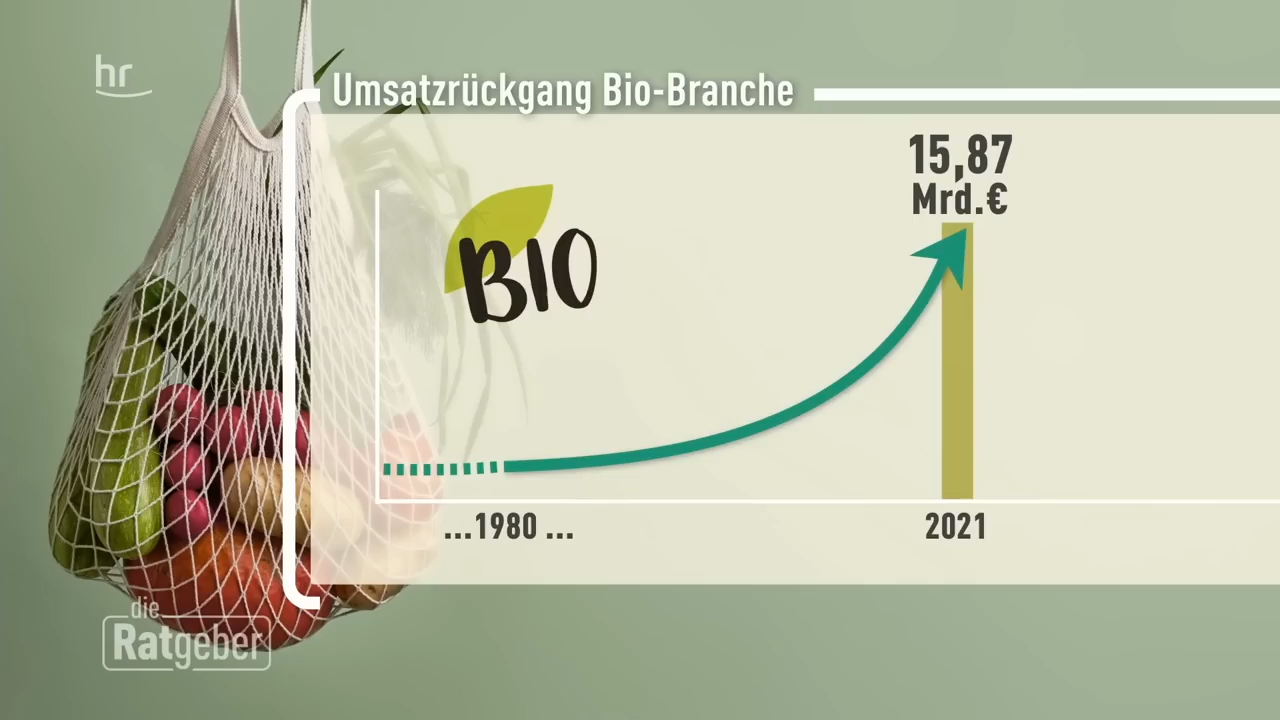 hr
Umsatzrückgang Bio-Branche
15,87
Mrd.€
BIO
...1980 ...
2021
die
Ratgeber